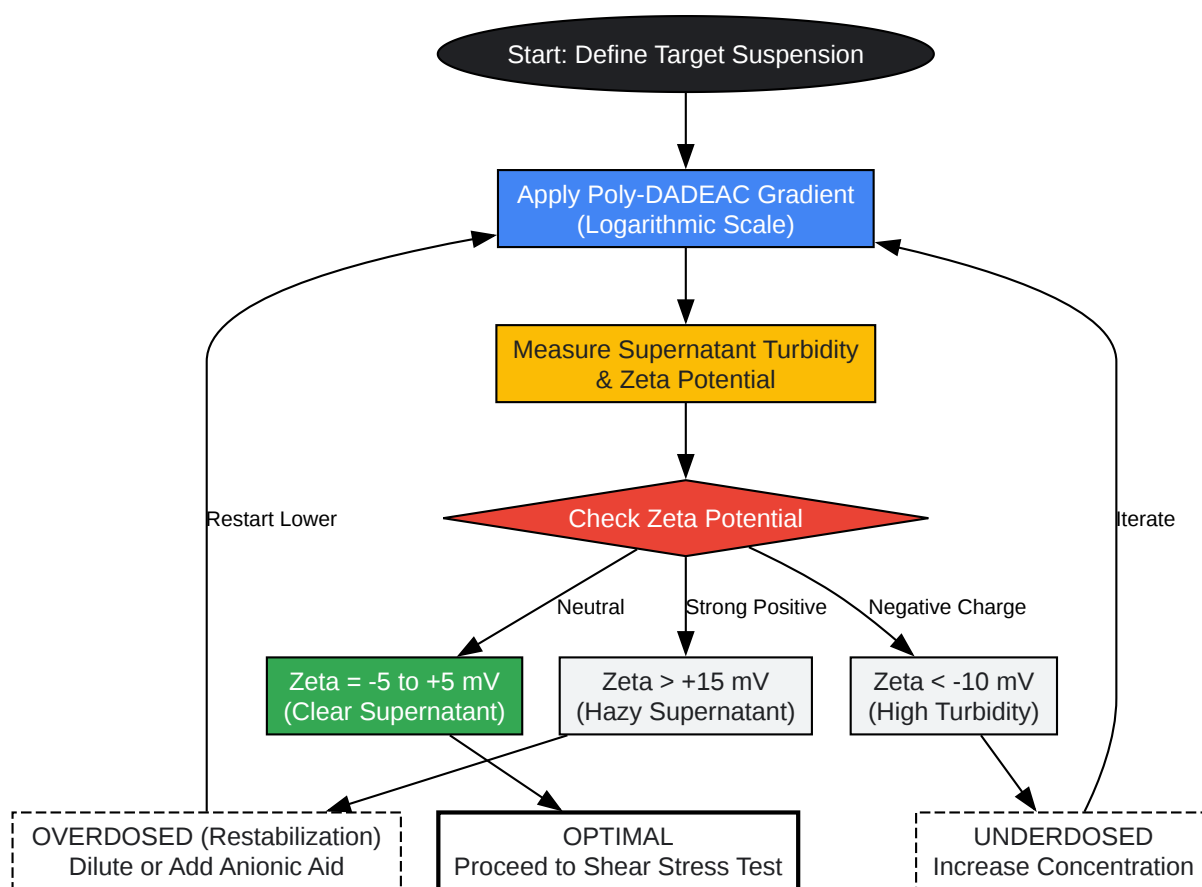 Start: Define Target Suspension
Apply Poly-DADEAC Gradient
(Logarithmic Scale)
Measure Supernatant Turbidity
& Zeta Potential
Check Zeta Potential
Restart Lower
Iterate
Neutral
Strong Positive
Negative Charge
Zeta = -5 to +5 mV
(Clear Supernatant)
Zeta > +15 mV
(Hazy Supernatant)
Zeta < -10 mV
(High Turbidity)
OVERDOSED (Restabilization)
Dilute or Add Anionic Aid
OPTIMAL
Proceed to Shear Stress Test
UNDERDOSED
Increase Concentration